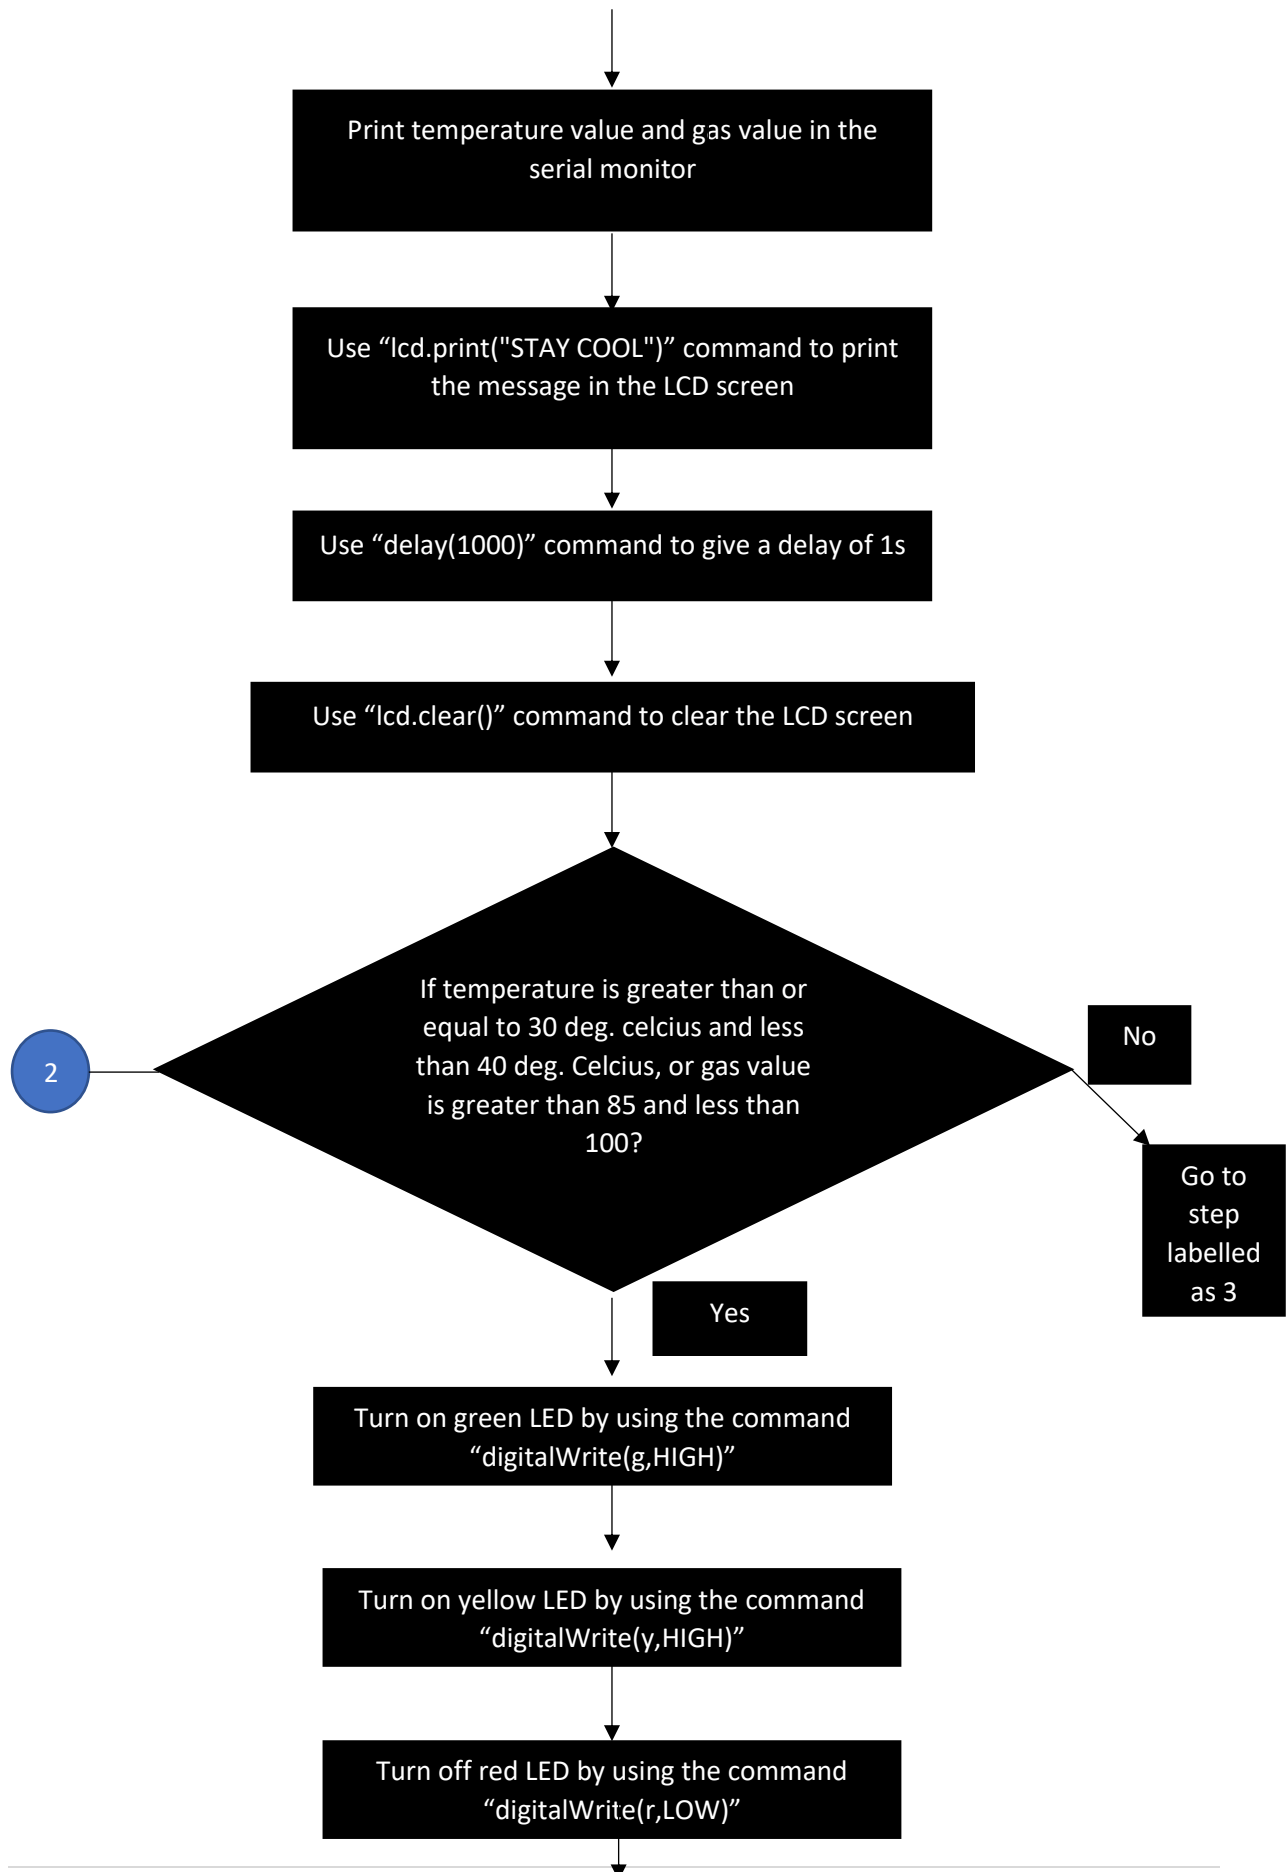 Print temperature value and gas value in the
serial monitor
Use “lcd.print("STAY COOL")” command to print
the message in the LCD screen
Use “delay(1000)” command to give a delay of 1s
Use “lcd.clear()” command to clear the LCD screen
If temperature is greater than or
equal to 30 deg. celcius and less
than 40 deg. Celcius, or gas value
is greater than 85 and less than
100?
2
No
Go to
step
labelled
as 3
Yes
Turn on green LED by using the command
“digitalWrite(g,HIGH)”
Turn on yellow LED by using the command
“digitalWrite(y,HIGH)”
Turn off red LED by using the command
“digitalWrite(r,LOW)”